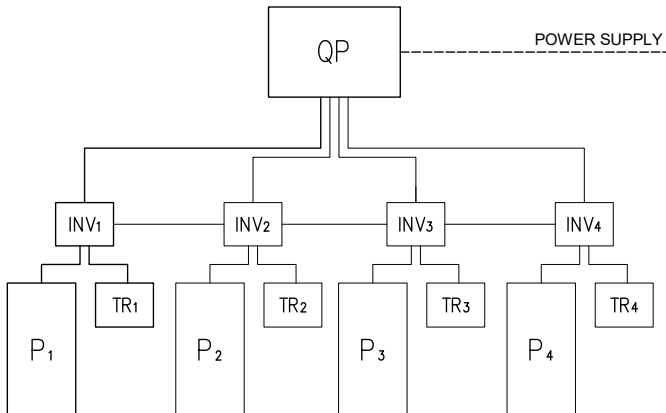 POWER SUPPLY
QP
INV1 INV2 INV3 INV4
TR1 TR2 TR3 TR4
P1 P2 P3 P4